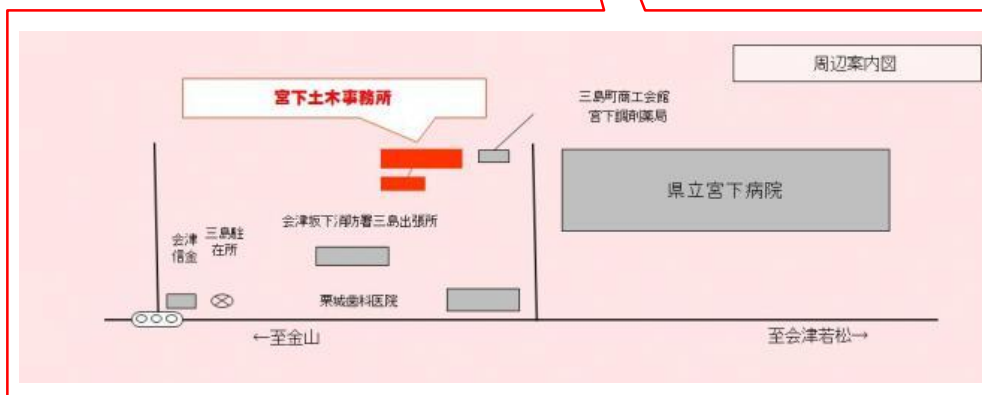 周辺案内図
宮下土木事務所
三島町商工会館
宮下調剤薬局
県立宮下病院
会津坂下消防署三島出張所
三島駐
在所
会津
信金
栗城歯科医院
←至金山
至会津若松→